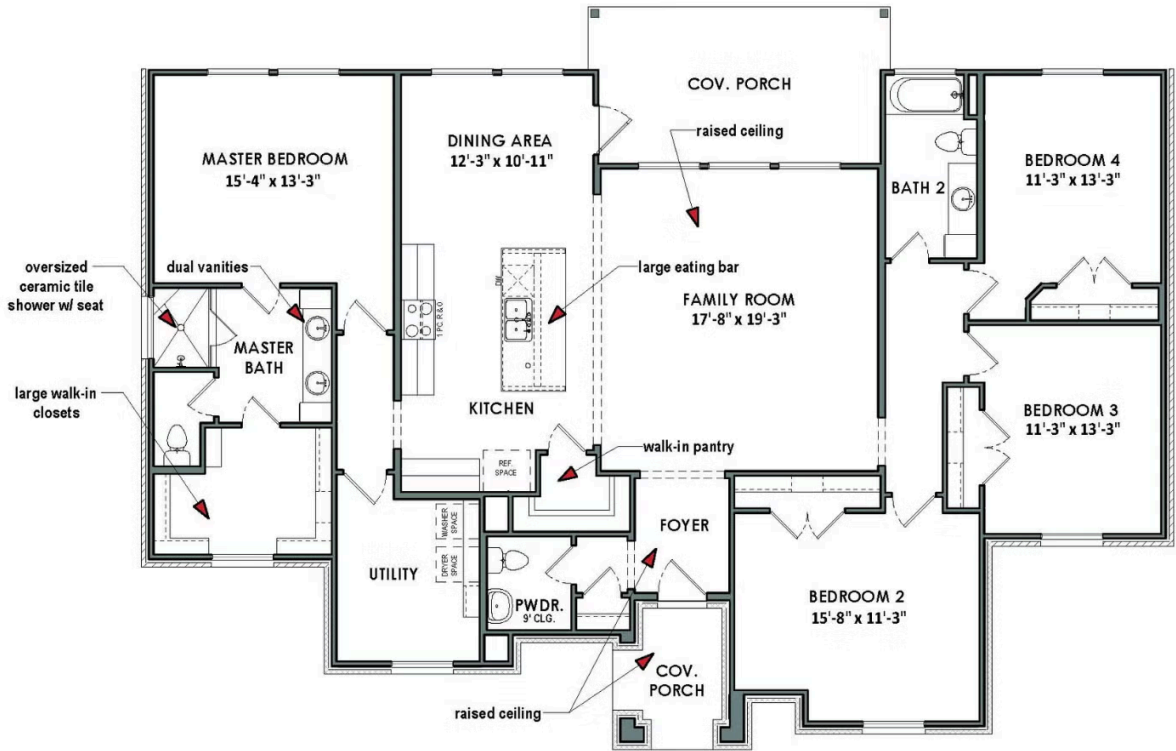 COV. PORCH
raised ceiling
MASTER BEDROOM
15'-4" x 13'-3"
DINING AREA
12'-3" x 10'-11"
BATH 2
BEDROOM 4
11'-3" x 13'-3"
oversized
ceramic tile
shower w/ seat
dual vanities
DW
large eating bar
FAMILY ROOM
17'-8" x 19'-3"
1 PC. R & O
MASTER
BATH
large walk-in
closets
KITCHEN
BEDROOM 3
11'-3" x 13'-3"
walk-in pantry
REF.
SPACE
WASHER
SPACE
FOYER
DRYER
SPACE
UTILITY
PWDR.
9' CLG.
BEDROOM 2
15'-8" x 11'-3"
COV.
PORCH
raised ceiling